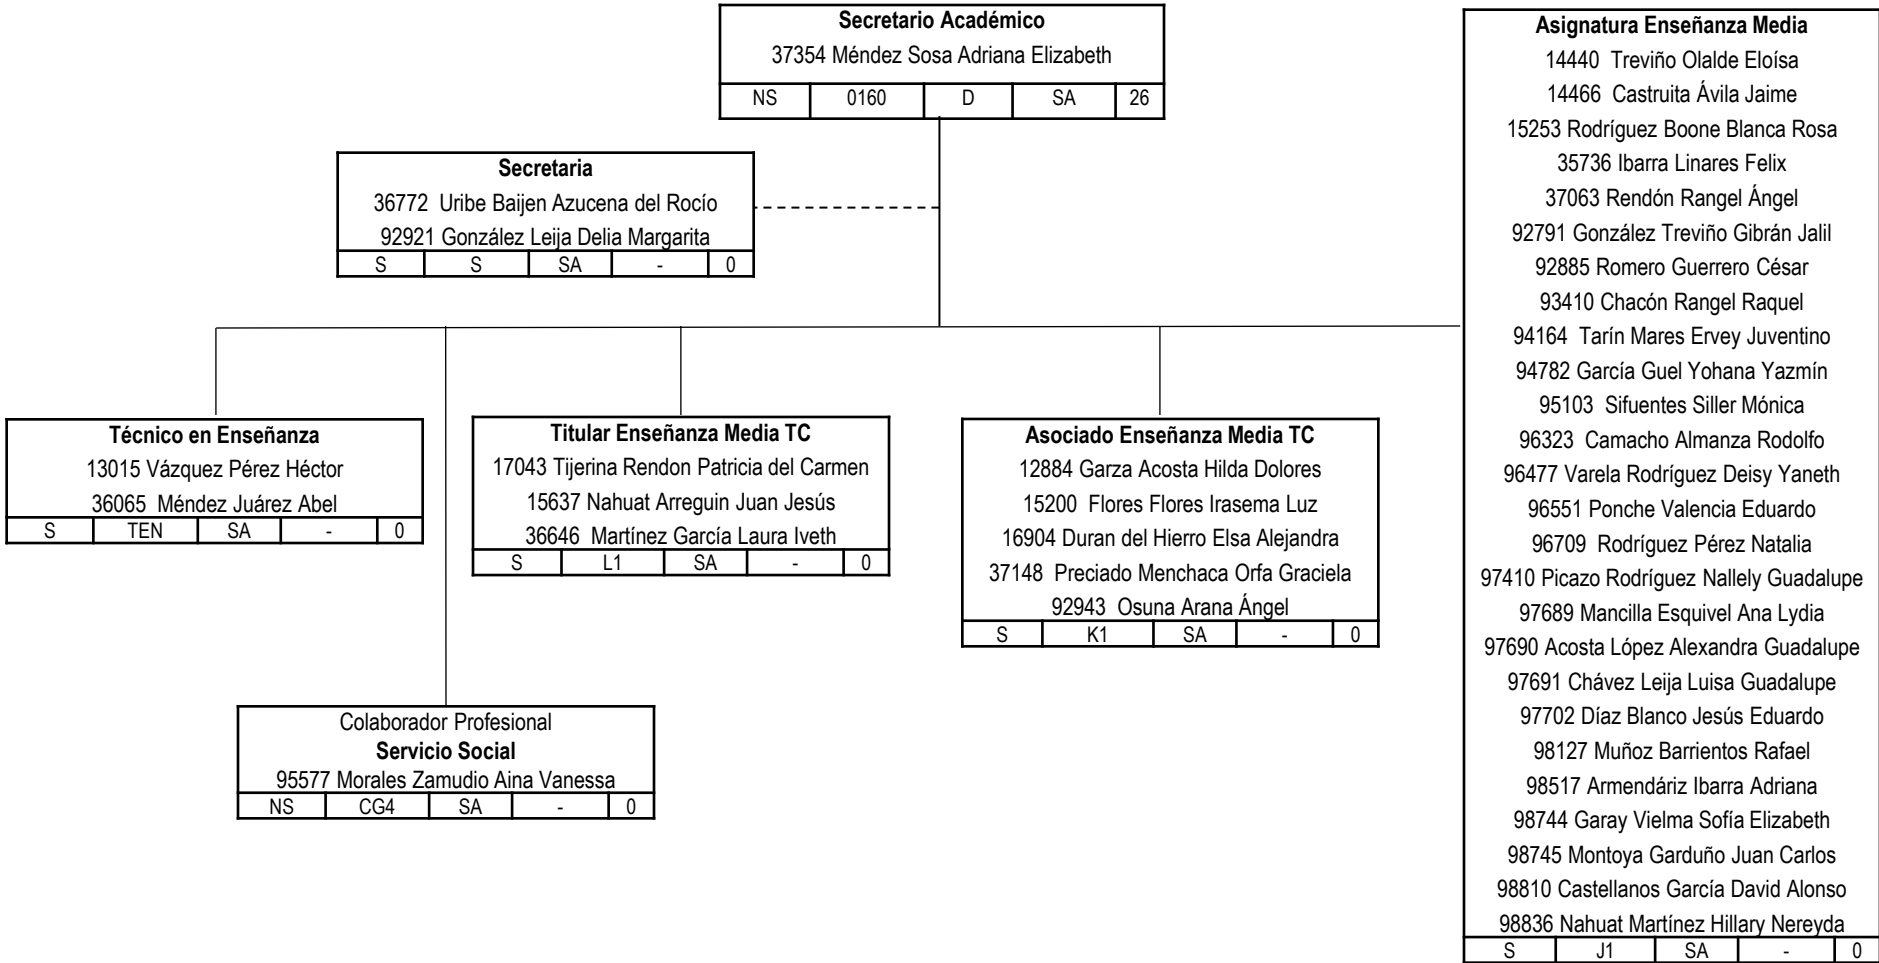 Secretario Académico
37354 Méndez Sosa Adriana Elizabeth
NS 0160 D SA 26
Secretaria
36772 Uribe Baijen Azucena del Rocío
92921 González Leija Delia Margarita
S S SA - 0
Técnico en Enseñanza
13015 Vázquez Pérez Héctor
36065 Méndez Juárez Abel
S TEN SA - 0
Titular Enseñanza Media TC
17043 Tijerina Rendon Patricia del Carmen
15637 Nahuat Arreguin Juan Jesús
36646 Martínez García Laura Iveth
S L1 SA - 0
Asociado Enseñanza Media TC
12884 Garza Acosta Hilda Dolores
15200 Flores Flores Irasema Luz
16904 Duran del Hierro Elsa Alejandra
37148 Preciado Menchaca Orfa Graciela
92943 Osuna Arana Ángel
S K1 SA - 0
Colaborador Profesional
Servicio Social
95577 Morales Zamudio Aina Vanessa
NS CG4 SA - 0
Asignatura Enseñanza Media
14440 Treviño Olalde Eloísa
14466 Castruita Ávila Jaime
15253 Rodríguez Boone Blanca Rosa
35736 Ibarra Linares Felix
37063 Rendón Rangel Ángel
92791 González Treviño Gibrán Jalil
92885 Romero Guerrero César
93410 Chacón Rangel Raquel
94164 Tarín Mares Ervey Juventino
94782 García Guel Yohana Yazmín
95103 Sifuentes Siller Mónica
96323 Camacho Almanza Rodolfo
96477 Varela Rodríguez Deisy Yaneth
96551 Ponche Valencia Eduardo
96709 Rodríguez Pérez Natalia
97410 Picazo Rodríguez Nallely Guadalupe
97689 Mancilla Esquivel Ana Lydia
97690 Acosta López Alexandra Guadalupe
97691 Chávez Leija Luisa Guadalupe
97702 Díaz Blanco Jesús Eduardo
98127 Muñoz Barrientos Rafael
98517 Armendáriz Ibarra Adriana
98744 Garay Vielma Sofía Elizabeth
98745 Montoya Garduño Juan Carlos
98810 Castellanos García David Alonso
98836 Nahuat Martínez Hillary Nereyda
S J1 SA - 0